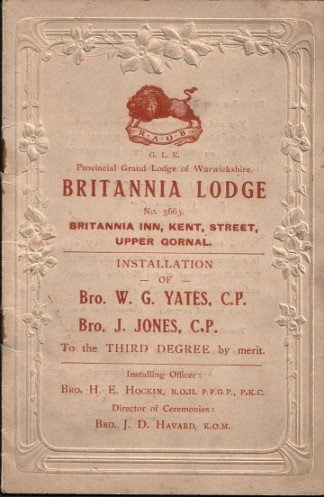 R.A.O.B
G. L. E.
Provincial Grand Lodge of Warwickshire.
BRITANNIA LODGE
No. 5663.
BRITANNIA INN, KENT, STREET,
UPPER GORNAL.
INSTALLATION
— OF —
Bro. W. G. YATES, C.P.
Bro. J. JONES, C.P.
To the THIRD DEGREE by merit.
Installing Officer :
BRO. H. E. HOCKIN, R.O.H. P.P.G.P., P.K.C.
Director of Ceremonies :
BRO. J. D. HAVARD, K.O.M.